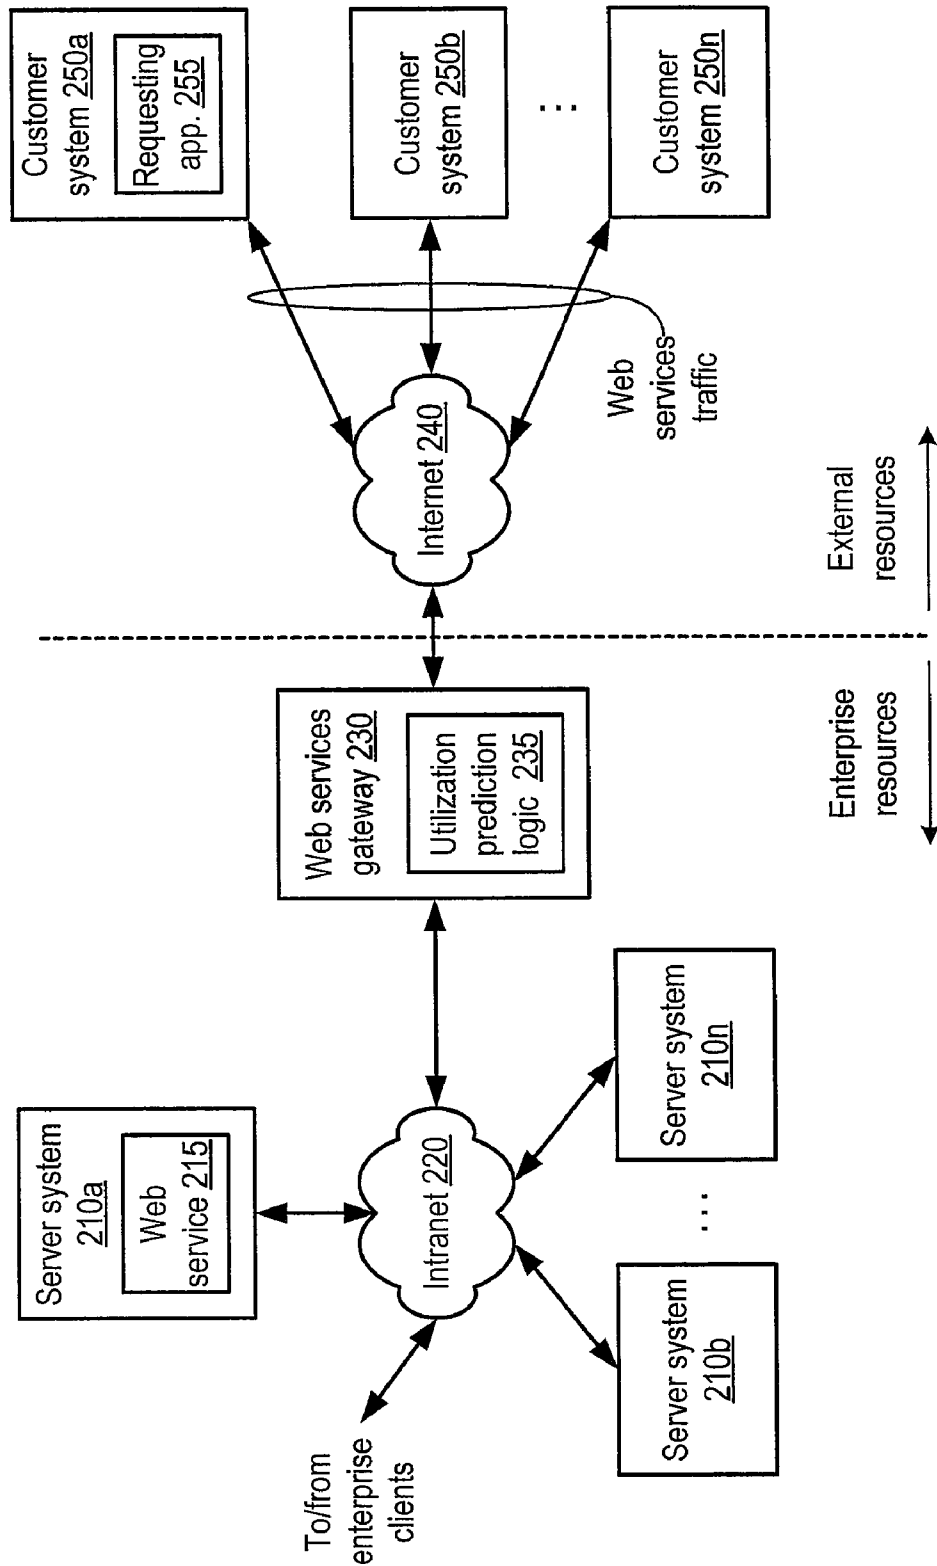 Server system
210a
Web
service 215
To/from
enterprise
clients
Intranet 220
Server system
210b
...
Server system
210n
Web services
gateway 230
Utilization
prediction
logic 235
Internet 240
Customer
system 250a
Requesting
app. 255
Customer
system 250b
...
Customer
system 250n
Web
services
traffic
Enterprise
resources
External
resources